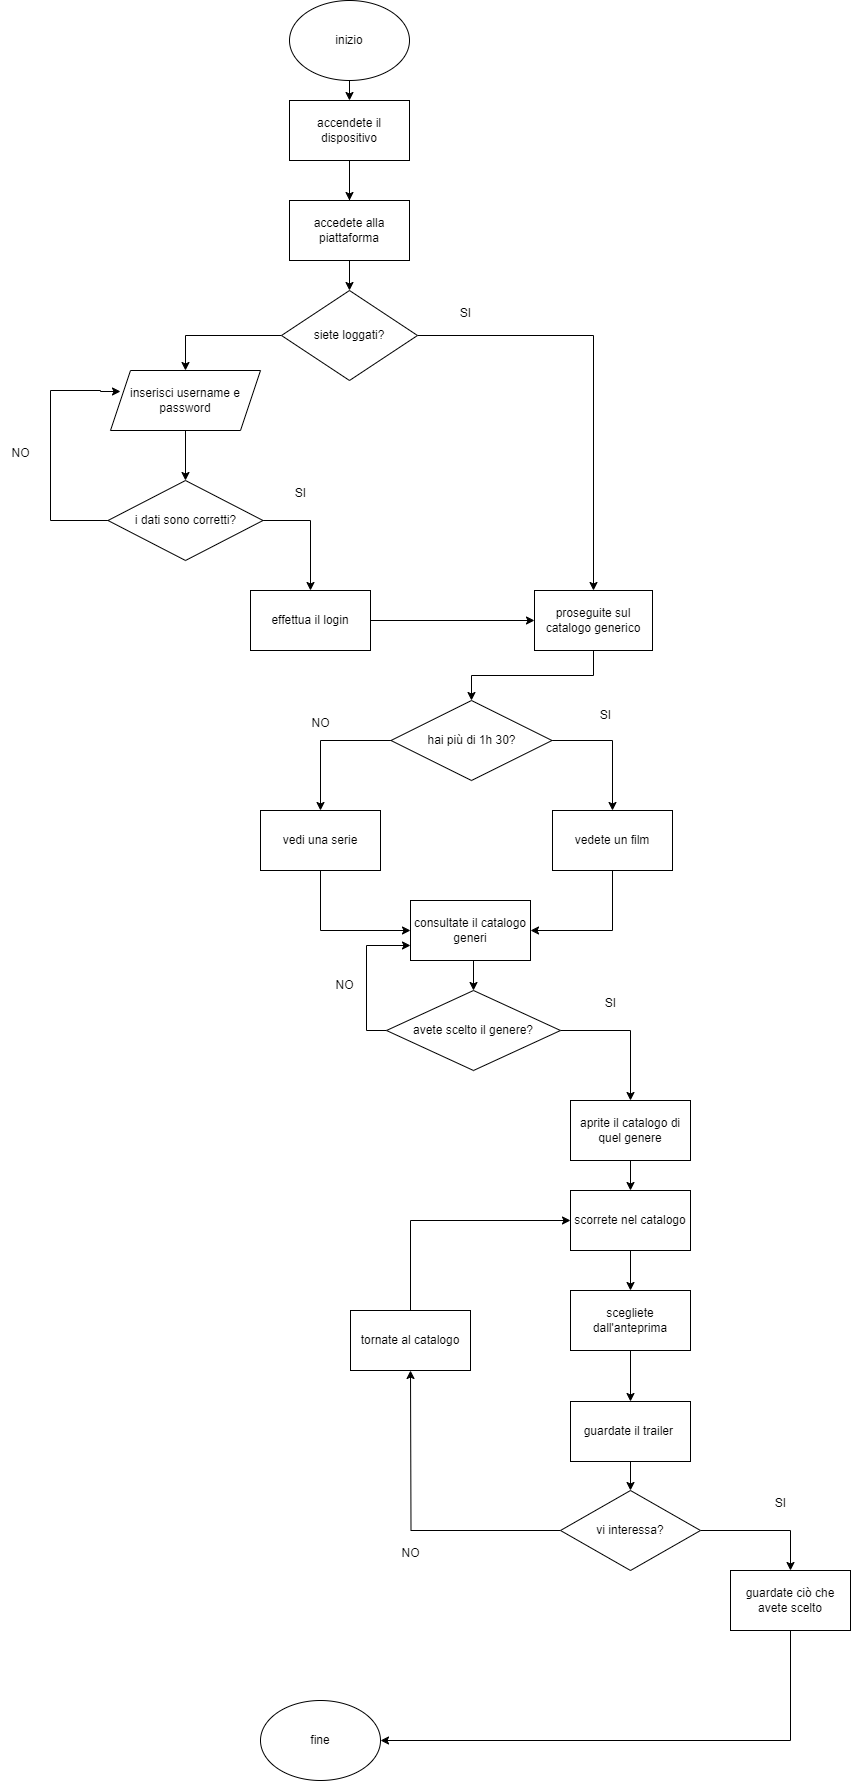 inizio
accendete il
dispositivo
accedete alla
piattaforma
SI
siete loggati?
inserisci username e
password
NO
SI
i dati sono corretti?
effettua il login
proseguite sul
catalogo generico
NO
SI
hai più di 1h 30?
vedi una serie
vedete un film
consultate il catalogo
generi
NO
SI
avete scelto il genere?
aprite il catalogo di
quel genere
scorrete nel catalogo
scegliete
dall'anteprima
tornate al catalogo
guardate il trailer
SI
vi interessa?
NO
guardate ciò che
avete scelto
fine